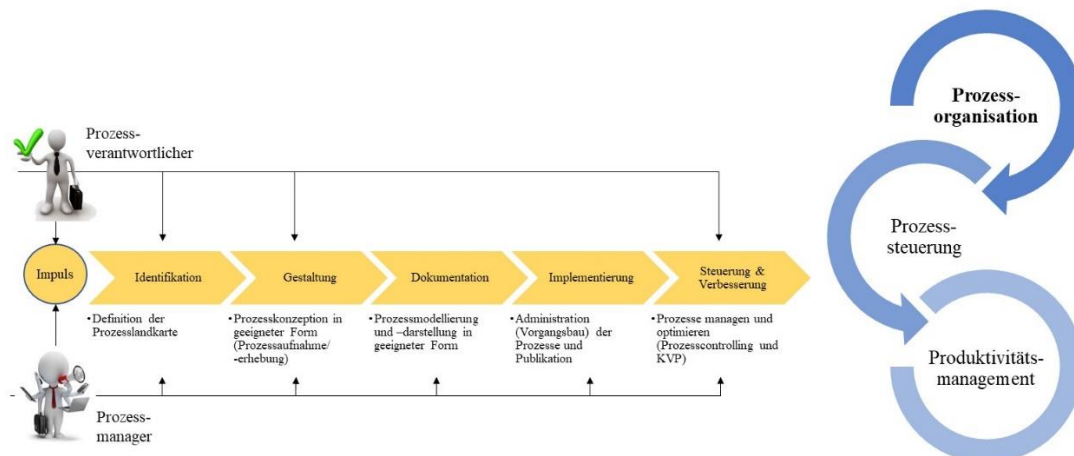 Prozess-
verantwortlicher
Impuls
Identifikation
Gestaltung
Dokumentation
Implementierung
Steuerung &
Verbesserung
•Definition der
Prozesslandkarte
•Prozesskonzeption in
geeigneter Form
(Prozessaufnahme/
-erhebung)
•Prozessmodellierung
und –darstellung in
geeigneter Form
•Administration
(Vorgangsbau) der
Prozesse und
Publikation
•Prozesse managen und
optimieren
(Prozesscontrolling und
KVP)
Prozess-
manager
Prozess-
organisation
Prozess-
steuerung
Produktivitäts-
management